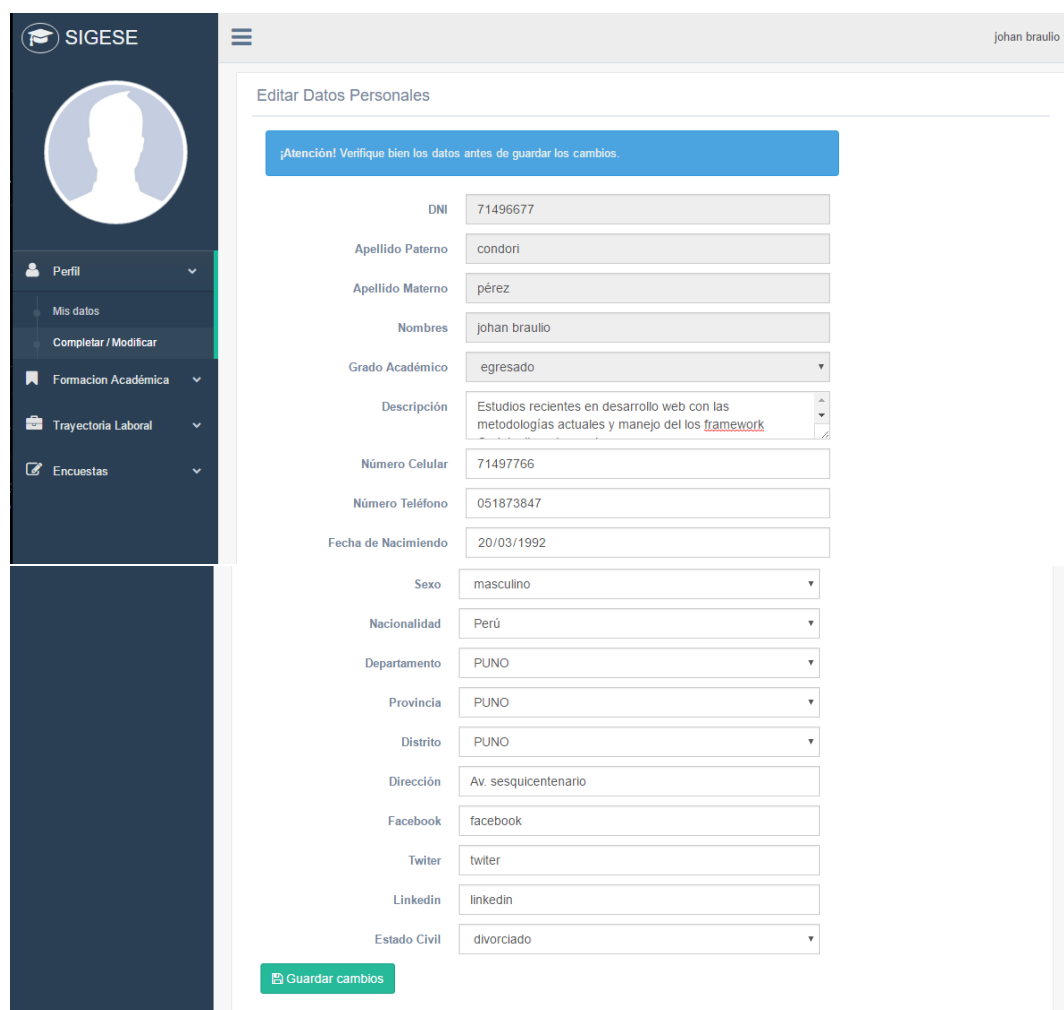 SIGESE
johan braulio
Perfil
Mis datos
Completar / Modificar
Formacion Académica
Trayectoria Laboral
Encuestas
Editar Datos Personales
¡Atención! Verifique bien los datos antes de guardar los cambios.
DNI 71496677
Apellido Paterno condori
Apellido Materno pérez
Nombres johan braulio
Grado Académico egresado
Descripción Estudios recientes en desarrollo web con las
metodologías actuales y manejo del los framework
Número Celular 71497766
Número Teléfono 051873847
Fecha de Nacimiento 20/03/1992
Sexo masculino
Nacionalidad Perú
Departamento PUNO
Provincia PUNO
Distrito PUNO
Dirección Av. sesquicentenario
Facebook facebook
Twiter twiter
Linkedin linkedin
Estado Civil divorciado
Guardar cambios